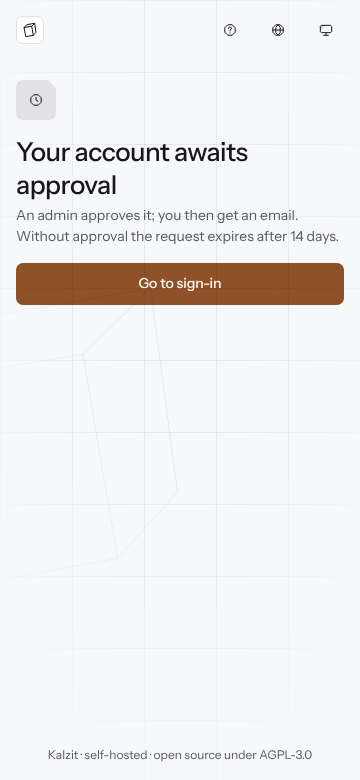 Your account awaits
approval
An admin approves it; you then get an email.
Without approval the request expires after 14 days.
Go to sign-in
Kalzit · self-hosted · open source under AGPL-3.0